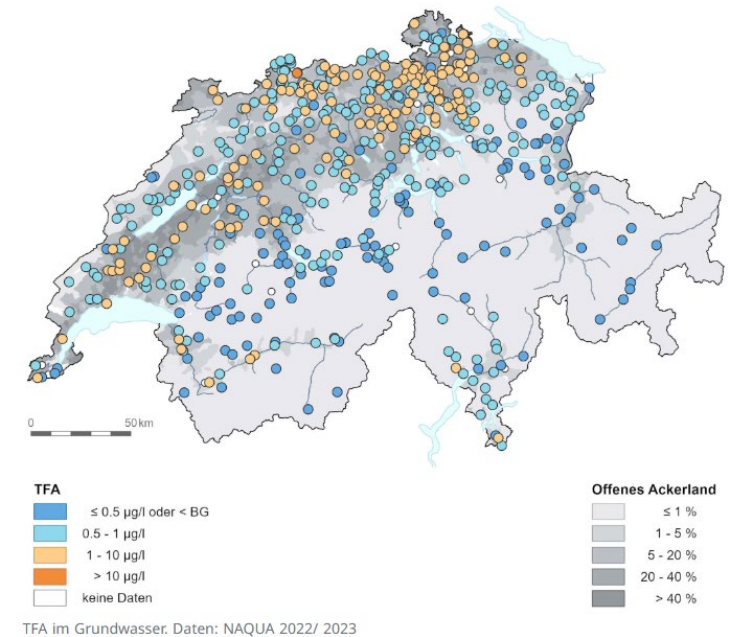 0 50 km
TFA
≤ 0.5 µg/l oder < BG
0.5 - 1 µg/l
1 - 10 µg/l
> 10 µg/l
keine Daten
Offenes Ackerland
≤ 1 %
1 - 5 %
5 - 20 %
20 - 40 %
> 40 %
TFA im Grundwasser. Daten: NAQUA 2022/ 2023